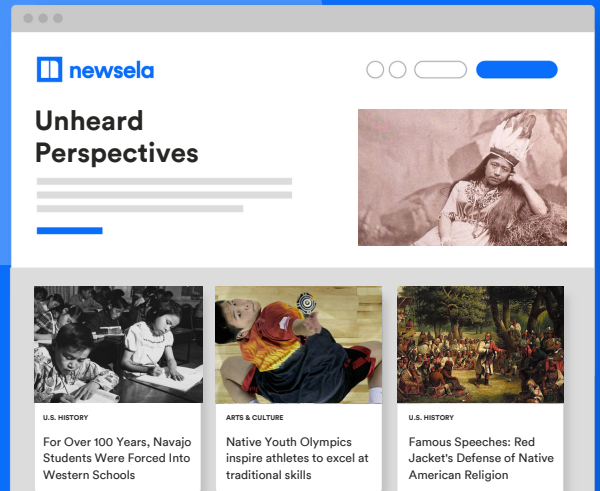 newsela
Unheard
Perspectives
U.S. HISTORY
For Over 100 Years, Navajo
Students Were Forced Into
Western Schools
ARTS & CULTURE
Native Youth Olympics
inspire athletes to excel at
traditional skills
U.S. HISTORY
Famous Speeches: Red
Jacket's Defense of Native
American Religion